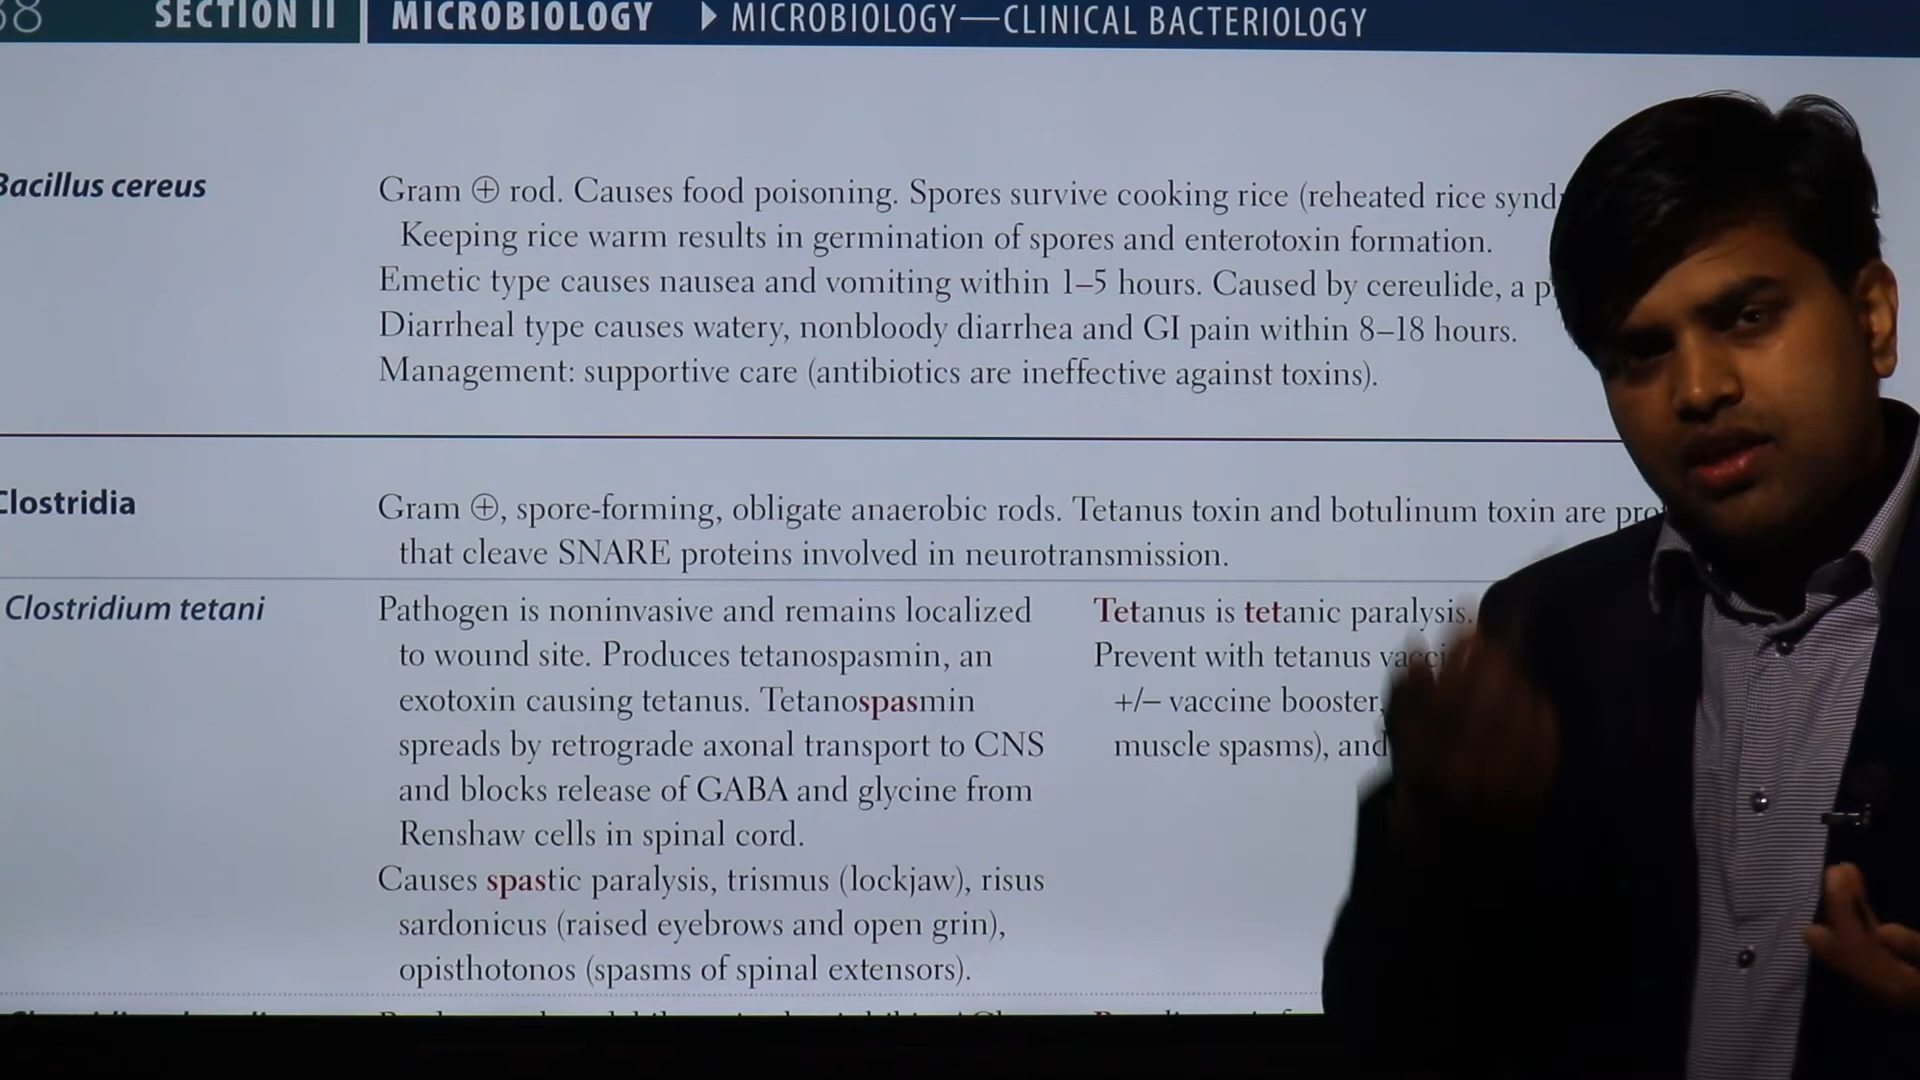 SECTION II MICROBIOLOGY ▶ MICROBIOLOGY—CLINICAL BACTERIOLOGY
Bacillus cereus
Gram ⊕ rod. Causes food poisoning. Spores survive cooking rice (reheated rice
Keeping rice warm results in germination of spores and enterotoxin formation.
Emetic type causes nausea and vomiting within 1–5 hours. Caused by cereulide, a
Diarrheal type causes watery, nonbloody diarrhea and GI pain within 8–18 hours.
Management: supportive care (antibiotics are ineffective against toxins).
Clostridia
Gram ⊕, spore-forming, obligate anaerobic rods. Tetanus toxin and botulinum toxin are
that cleave SNARE proteins involved in neurotransmission.
Clostridium tetani
Pathogen is noninvasive and remains localized
to wound site. Produces tetanospasmin, an
exotoxin causing tetanus. Tetanospasmin
spreads by retrograde axonal transport to CNS
and blocks release of GABA and glycine from
Renshaw cells in spinal cord.
Causes spastic paralysis, trismus (lockjaw), risus
sardonicus (raised eyebrows and open grin),
opisthotonos (spasms of spinal extensors).
Tetanus is tetanic paralysis.
Prevent with tetanus
+/– vaccine booster,
muscle spasms), and